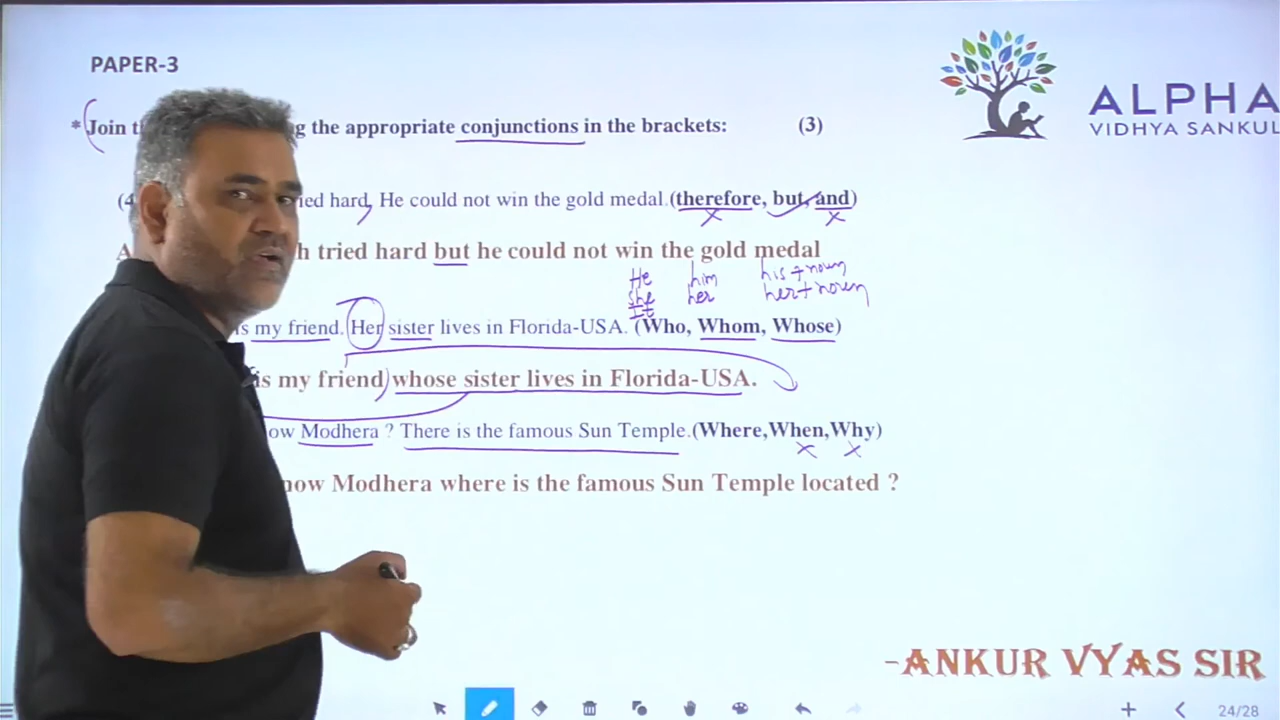 PAPER-3
ALPHA
VIDHYA SANKUL
* Join t g the appropriate conjunctions in the brackets: (3)
(4 ied hard, He could not win the gold medal.(therefore, but, and)
A h tried hard but he could not win the gold medal
He him his + noun
She her her + noun
It
is my friend. Her sister lives in Florida-USA. (Who, Whom, Whose)
is my friend whose sister lives in Florida-USA.
ow Modhera ? There is the famous Sun Temple.(Where,When,Why)
now Modhera where is the famous Sun Temple located ?
-ANKUR VYAS SIR
24/28